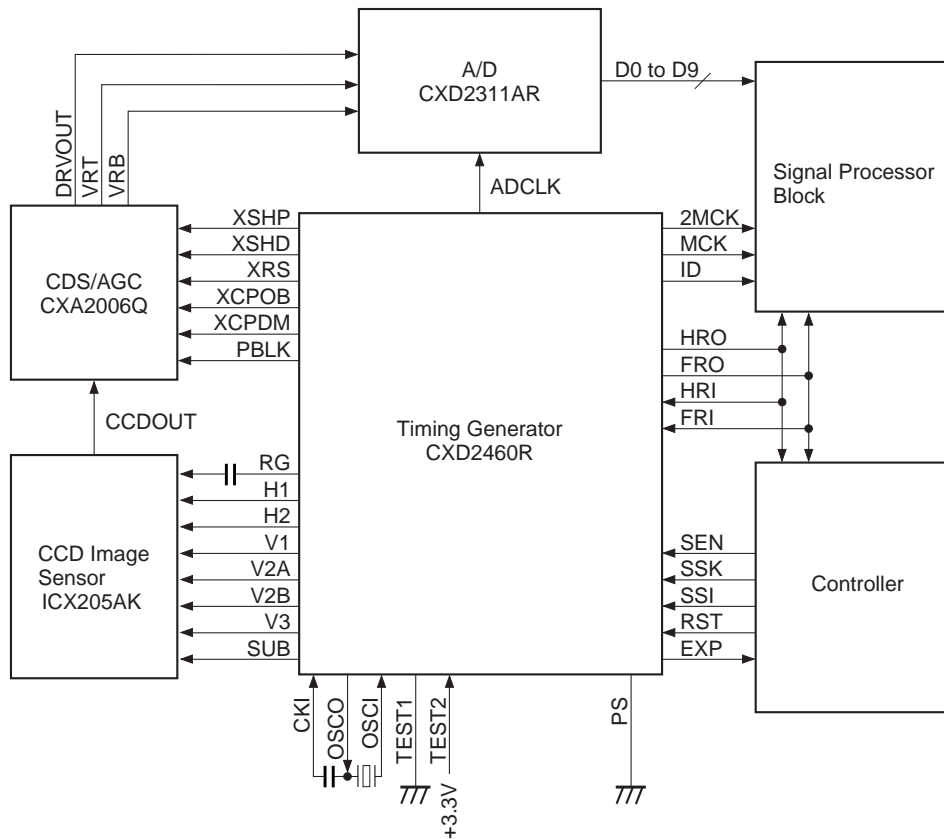 A/D
CXD2311AR
D0 to D9
DRVOUT
VRT
VRB
ADCLK
Signal Processor
Block
CDS/AGC
CXA2006Q
XSHP
XSHD
XRS
XCPOB
XCPDM
PBLK
2MCK
MCK
ID
HRO
FRO
HRI
FRI
CCDOUT
Timing Generator
CXD2460R
CCD Image
Sensor
ICX205AK
RG
H1
H2
V1
V2A
V2B
V3
SUB
SEN
SSK
SSI
RST
EXP
Controller
CKI
OSCO
OSCI
TEST1
TEST2
PS
+3.3V